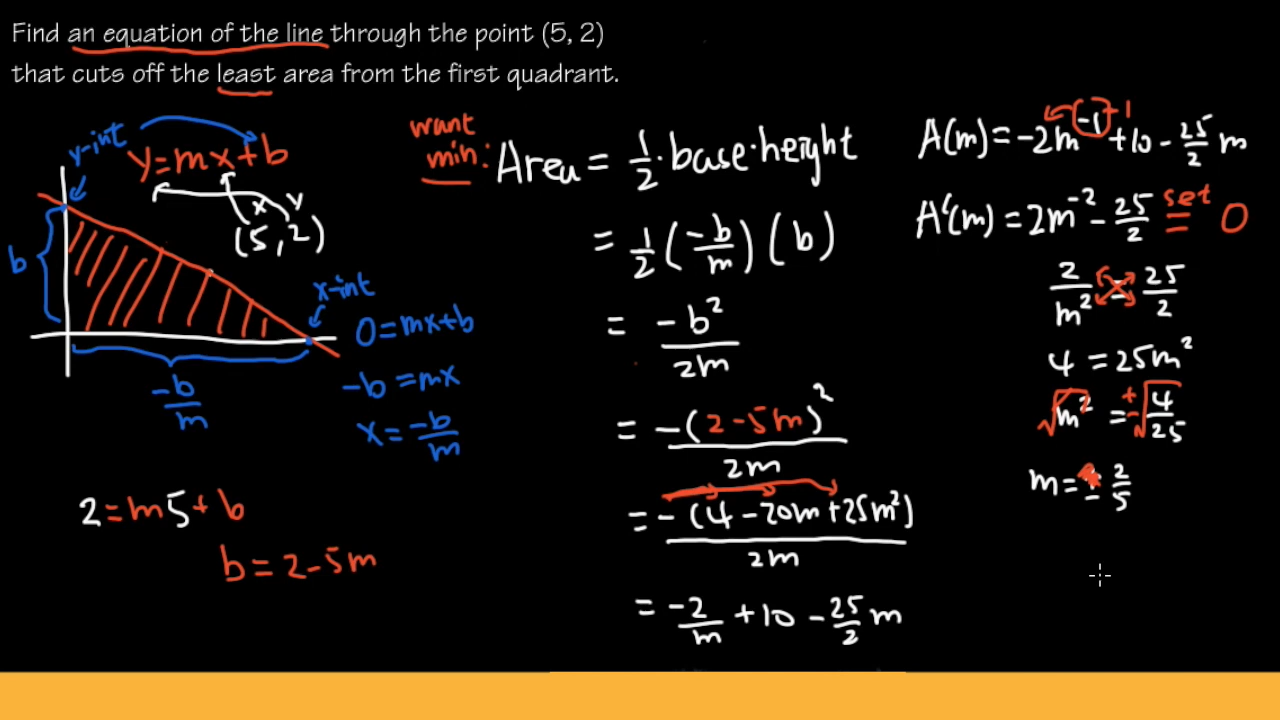 Find an equation of the line through the point (5, 2)
that cuts off the least area from the first quadrant.
y-int
y=mx+b
x y
(5,2)
b
x-int
-b/m
0=mx+b
-b=mx
x=-b/m
2=m5+b
b=2-5m
want
min:
Area = 1/2·base·height
= 1/2(-b/m)(b)
= -b²/2m
= -(2-5m)²/2m
= -(4-20m+25m²)/2m
= -2/m +10 -25/2 m
+1
A(m)=-2m⁻¹+10-25/2 m
A'(m)=2m⁻²-25/2 = 0
set
2/m² = 25/2
4=25m²
√m² = ±√4/25
m= - 2/5